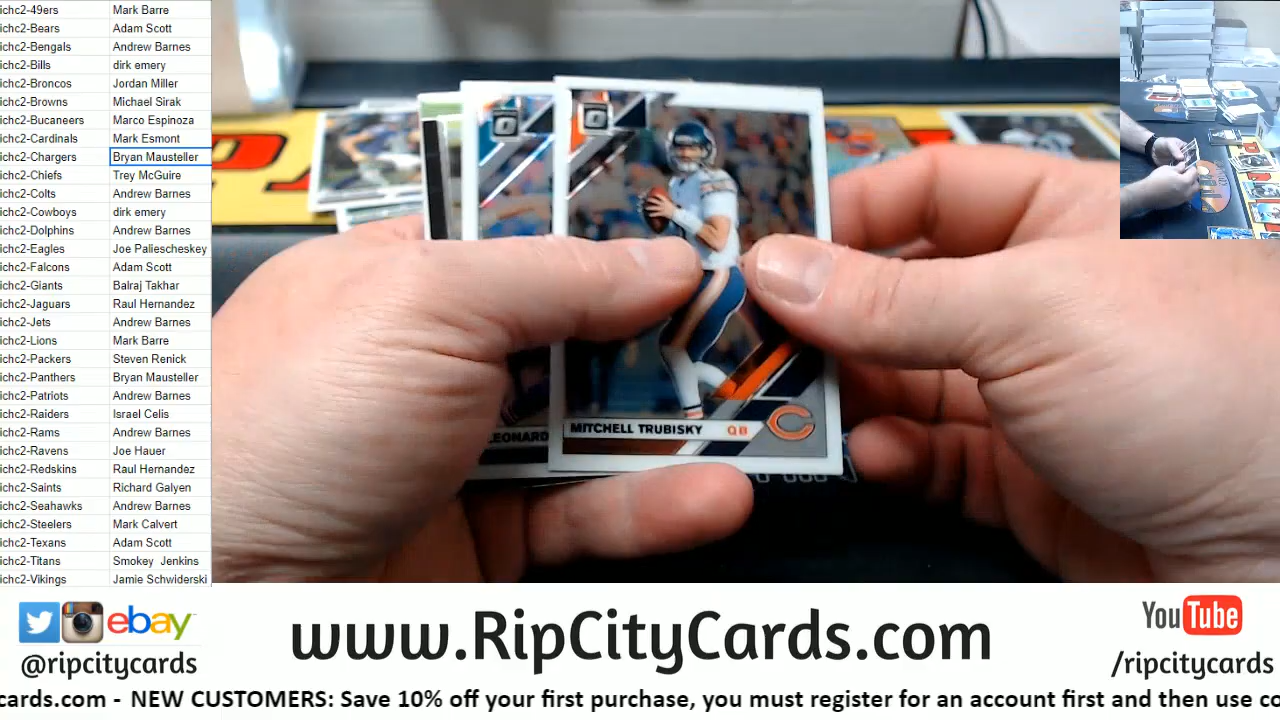 ichc2-49ers Mark Barre
ichc2-Bears Adam Scott
ichc2-Bengals Andrew Barnes
ichc2-Bills dirk emery
ichc2-Broncos Jordan Miller
ichc2-Browns Michael Sirak
ichc2-Bucaneers Marco Espinoza
ichc2-Cardinals Mark Esmont
ichc2-Chargers Bryan Mausteller
ichc2-Chiefs Trey McGuire
ichc2-Colts Andrew Barnes
ichc2-Cowboys dirk emery
ichc2-Dolphins Andrew Barnes
ichc2-Eagles Joe Paliescheskey
ichc2-Falcons Adam Scott
ichc2-Giants Balraj Takhar
ichc2-Jaguars Raul Hernandez
ichc2-Jets Andrew Barnes
ichc2-Lions Mark Barre
ichc2-Packers Steven Renick
ichc2-Panthers Bryan Mausteller
ichc2-Patriots Andrew Barnes
ichc2-Raiders Israel Celis
ichc2-Rams Andrew Barnes
ichc2-Ravens Joe Hauer
ichc2-Redskins Raul Hernandez
ichc2-Saints Richard Galyen
ichc2-Seahawks Andrew Barnes
ichc2-Steelers Mark Calvert
ichc2-Texans Adam Scott
ichc2-Titans Smokey Jenkins
ichc2-Vikings Jamie Schwiderski
LEONARD
MITCHELL TRUBISKY QB
ebay
@ripcitycards
www.RipCityCards.com
YouTube
/ripcitycards
cards.com - NEW CUSTOMERS: Save 10% off your first purchase, you must register for an account first and then use co